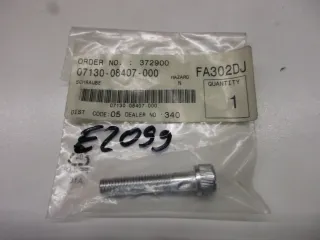 ORDER NO. : 372900
07130-08407-000
SCHRAUBE
HAZARD
FA302DJ
QUANTITY
1
07130 08407 000
DIST CODE 05 DEALER NO : 340
E2099